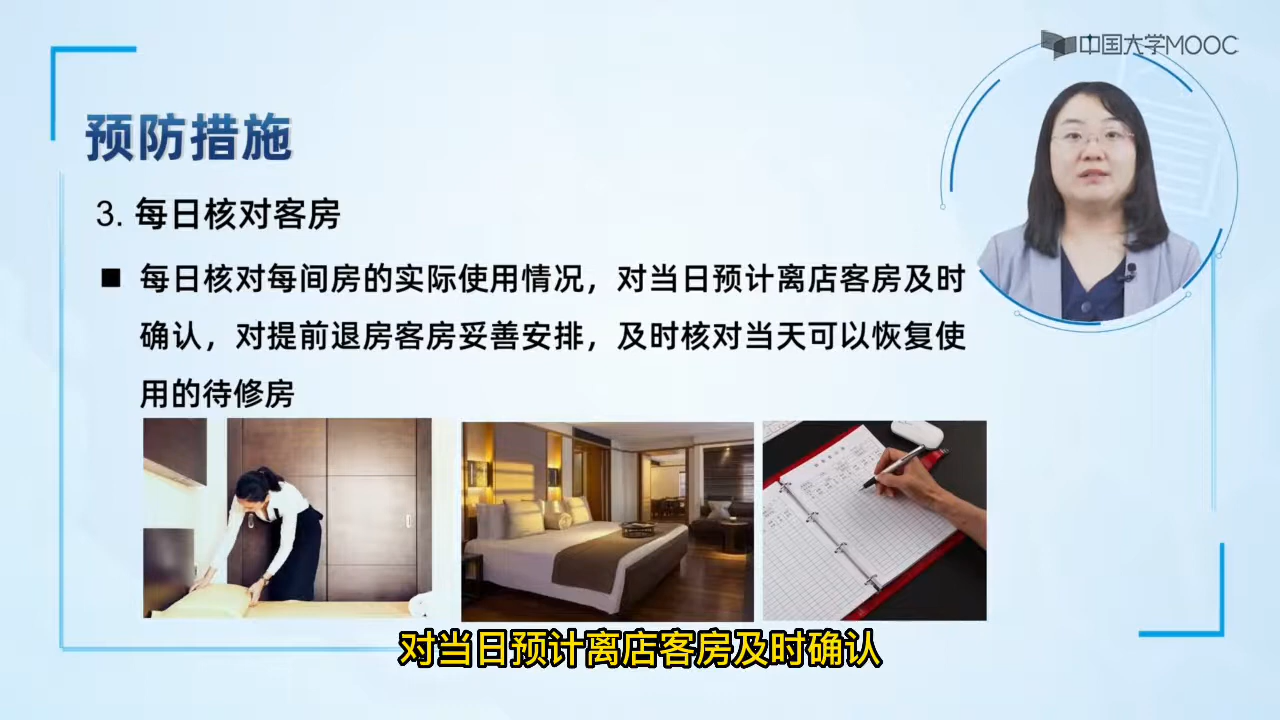 中国大学MOOC
预防措施
3. 每日核对客房
■ 每日核对每间房的实际使用情况，对当日预计离店客房及时
确认，对提前退房客房妥善安排，及时核对当天可以恢复使
用的待修房
对当日预计离店客房及时确认